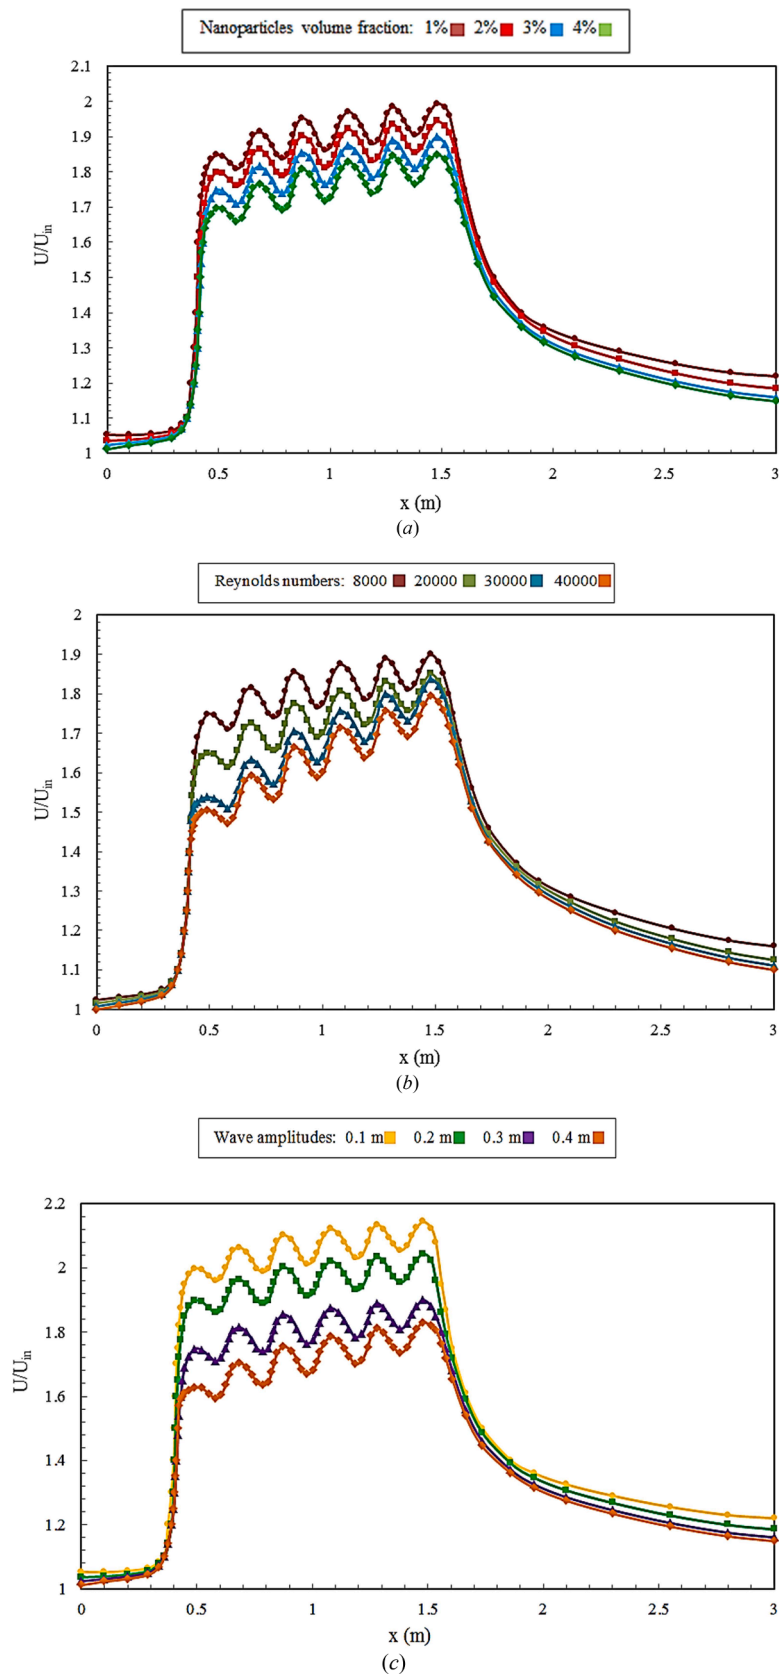 Nanoparticles volume fraction: 1% 2% 3% 4%
2.1
2
1.9
1.8
1.7
1.6
1.5
1.4
1.3
1.2
1.1
1
U/U_in
0 0.5 1 1.5 2 2.5 3
x (m)
(a)
Reynolds numbers: 8000 20000 30000 40000
2
1.9
1.8
1.7
1.6
1.5
1.4
1.3
1.2
1.1
1
U/U_in
0 0.5 1 1.5 2 2.5 3
x (m)
(b)
Wave amplitudes: 0.1 m 0.2 m 0.3 m 0.4 m
2.2
2
1.8
1.6
1.4
1.2
1
U/U_in
0 0.5 1 1.5 2 2.5 3
x (m)
(c)